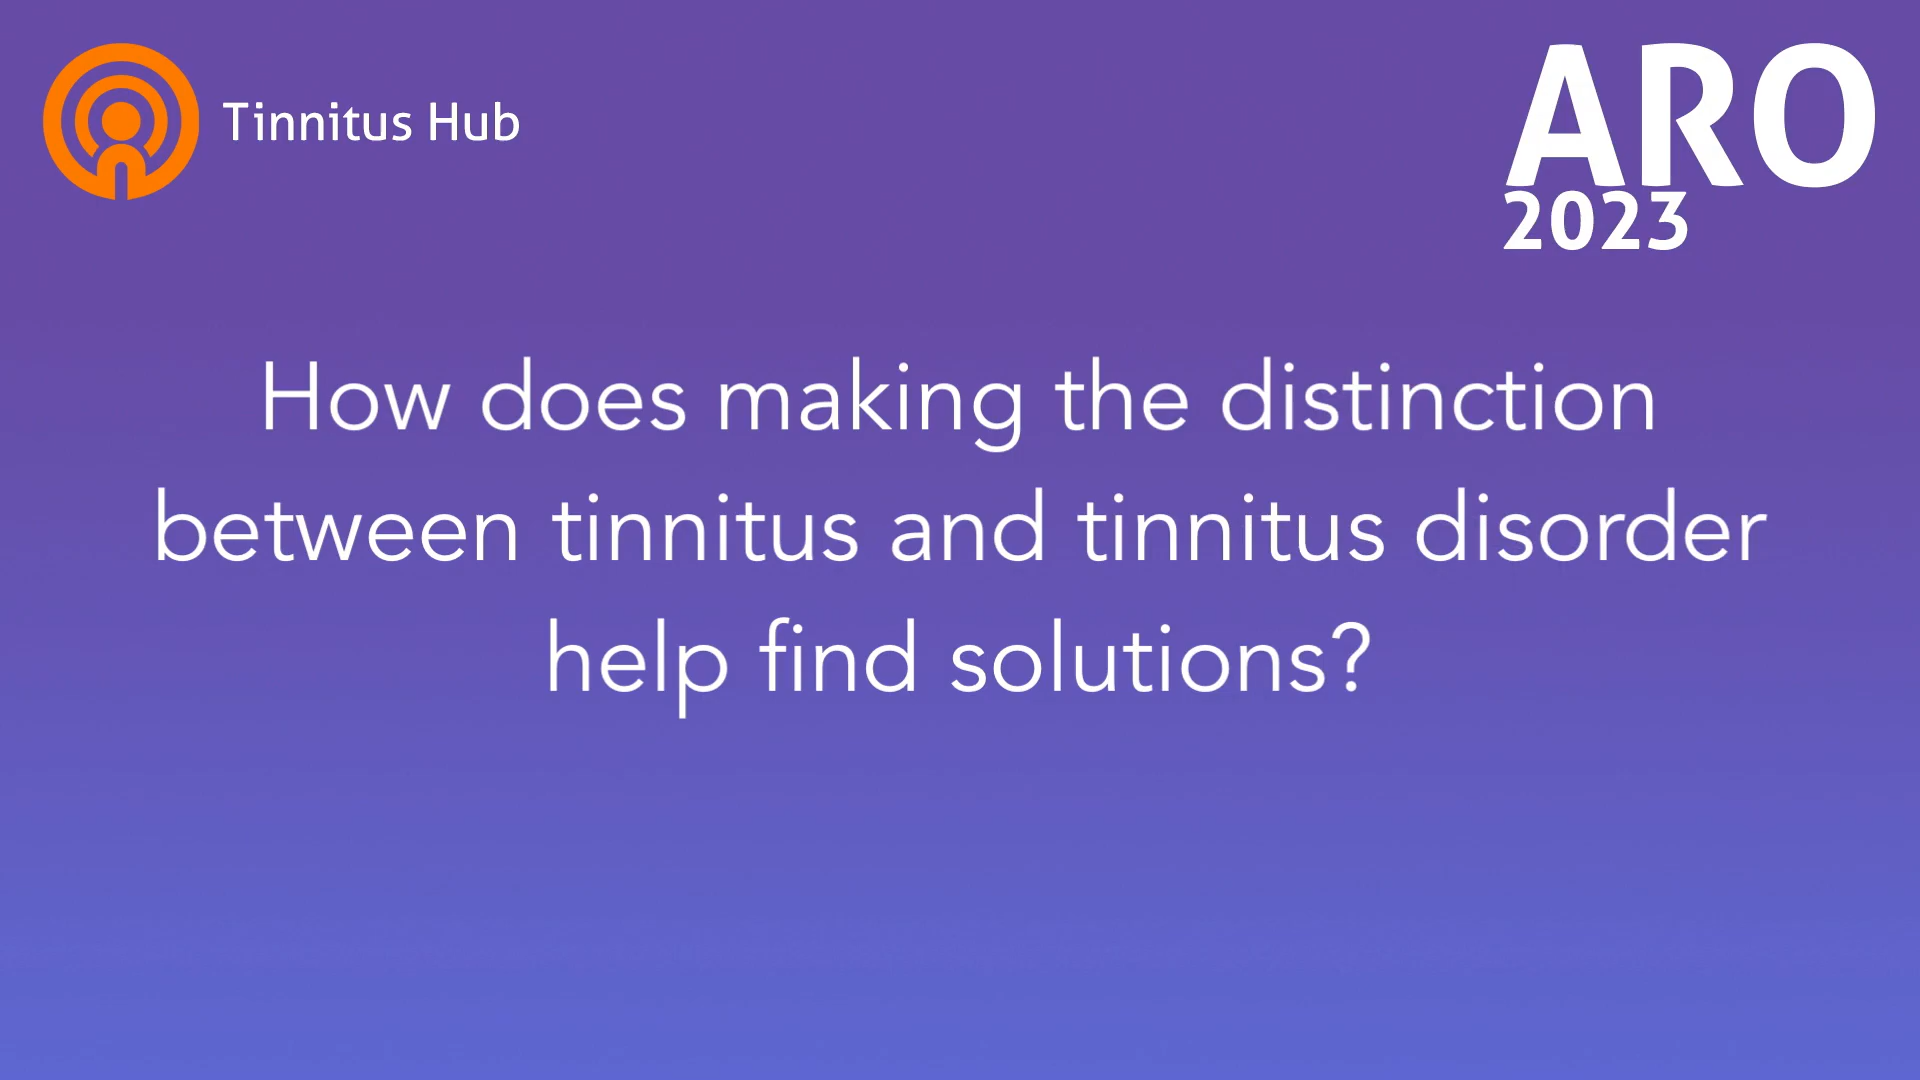 Tinnitus Hub
ARO
2023
How does making the distinction
between tinnitus and tinnitus disorder
help find solutions?